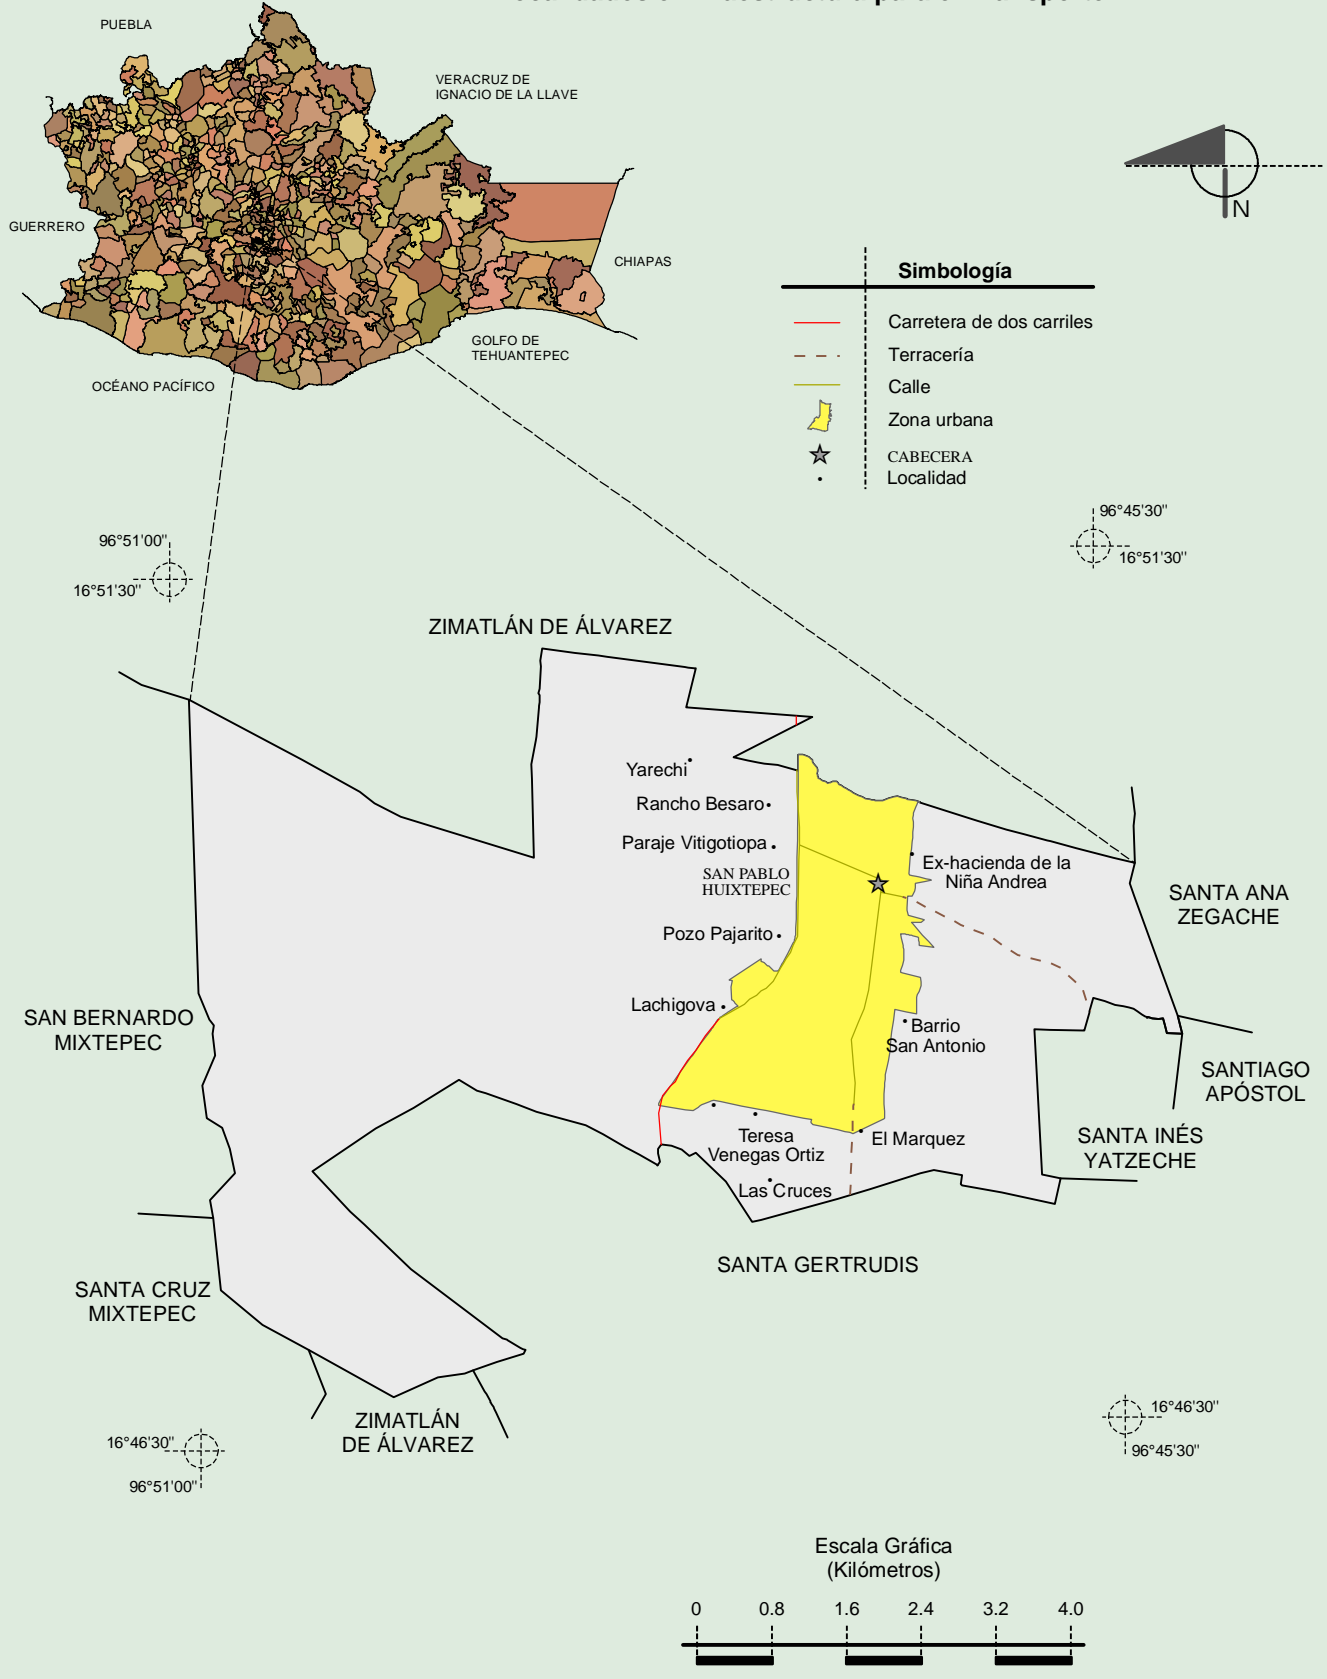 PUEBLA
VERACRUZ DE
IGNACIO DE LA LLAVE
GUERRERO
CHIAPAS
GOLFO DE
TEHUANTEPEC
OCÉANO PACÍFICO
N
Simbología
Carretera de dos carriles
Terracería
Calle
Zona urbana
CABECERA
Localidad
96°51'00"
16°51'30"
96°45'30"
16°51'30"
ZIMATLÁN DE ÁLVAREZ
Yarechi
Rancho Besaro
Paraje Vitigotiopa
SAN PABLO
HUIXTEPEC
Ex-hacienda de la
Niña Andrea
SANTA ANA
ZEGACHE
Pozo Pajarito
Lachigova
SAN BERNARDO
MIXTEPEC
Barrio
San Antonio
SANTIAGO
APÓSTOL
Teresa
Venegas Ortiz
El Marquez
SANTA INÉS
YATZECHE
Las Cruces
SANTA GERTRUDIS
SANTA CRUZ
MIXTEPEC
ZIMATLÁN
DE ÁLVAREZ
16°46'30"
96°51'00"
16°46'30"
96°45'30"
Escala Gráfica
(Kilómetros)
0 0.8 1.6 2.4 3.2 4.0